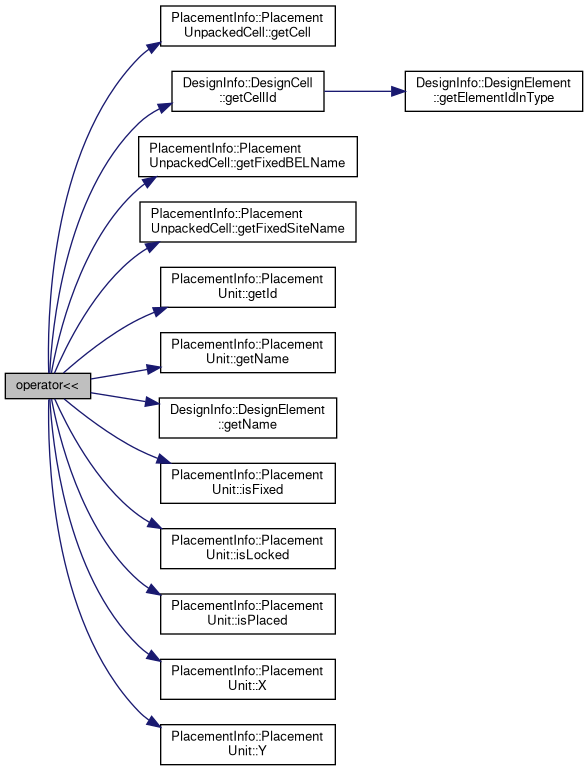 PlacementInfo::Placement
UnpackedCell::getCell
DesignInfo::DesignCell
::getCellId
DesignInfo::DesignElement
::getElementIdInType
PlacementInfo::Placement
UnpackedCell::getFixedBELName
PlacementInfo::Placement
UnpackedCell::getFixedSiteName
PlacementInfo::Placement
Unit::getId
PlacementInfo::Placement
Unit::getName
operator<<
DesignInfo::DesignElement
::getName
PlacementInfo::Placement
Unit::isFixed
PlacementInfo::Placement
Unit::isLocked
PlacementInfo::Placement
Unit::isPlaced
PlacementInfo::Placement
Unit::X
PlacementInfo::Placement
Unit::Y